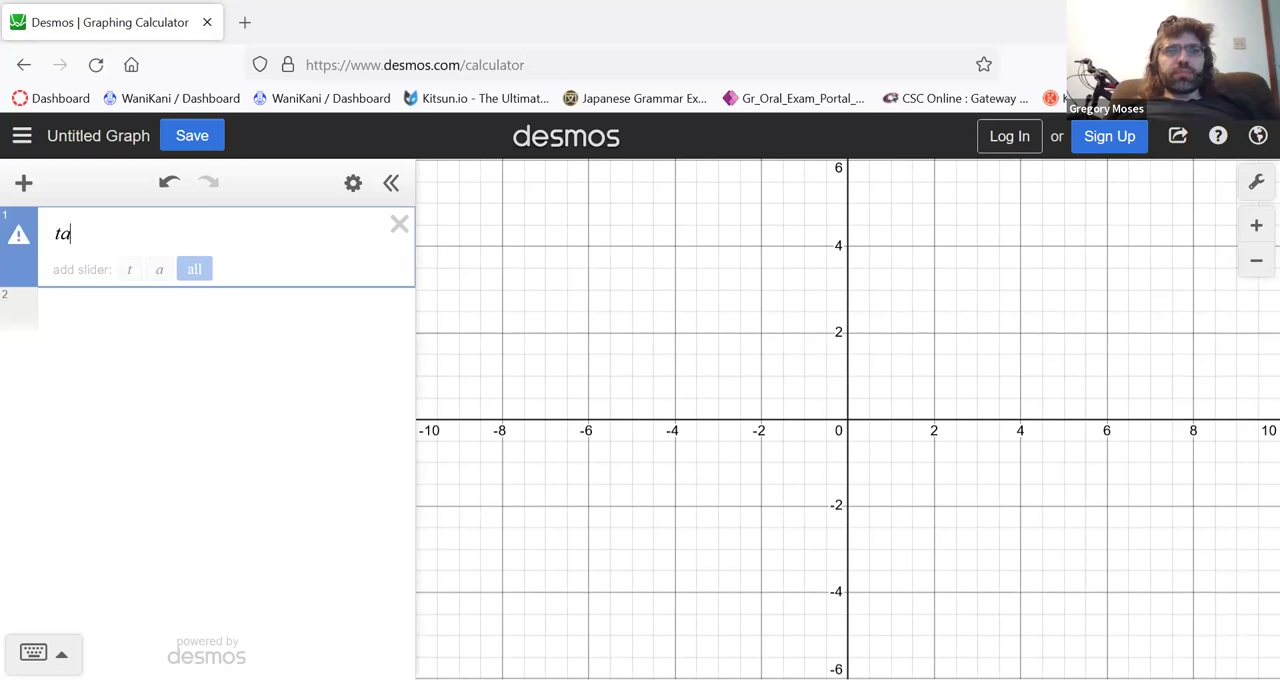 Desmos | Graphing Calculator
https://www.desmos.com/calculator
Dashboard
WaniKani / Dashboard
WaniKani / Dashboard
Kitsun.io - The Ultimat...
Japanese Grammar Ex...
Gr_Oral_Exam_Portal_...
CSC Online : Gateway ...
Gregory Moses
Untitled Graph
Save
desmos
Log In
or
Sign Up
1
ta
add slider: t a all
2
6
4
2
-10 -8 -6 -4 -2 0 2 4 6 8 10
-2
-4
-6
powered by
desmos